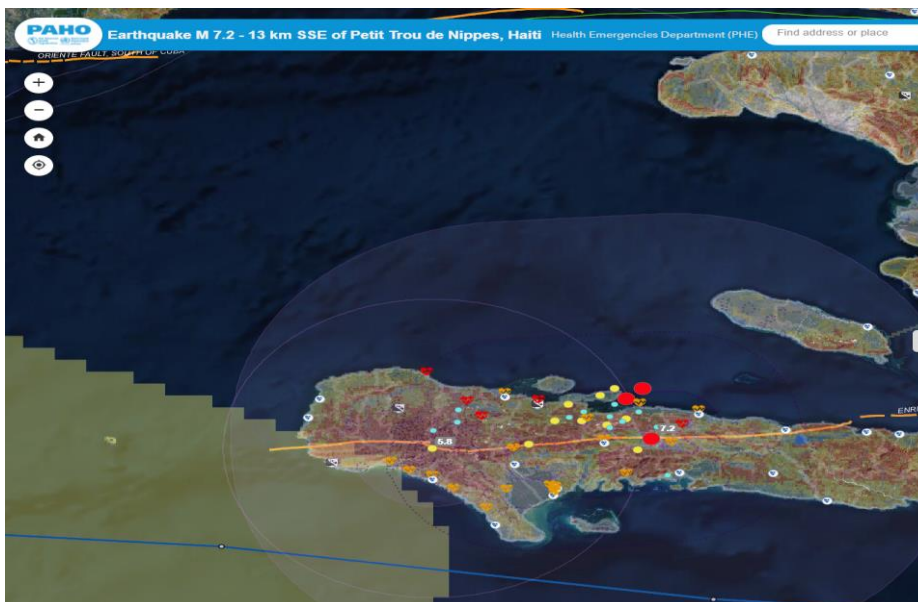 PAHO
Earthquake M 7.2 - 13 km SSE of Petit Trou de Nippes, Haiti
Health Emergencies Department (PHE)
Find address or place
ORIENTE FAULT, SOUTH OF CUBA
5.8
7.2